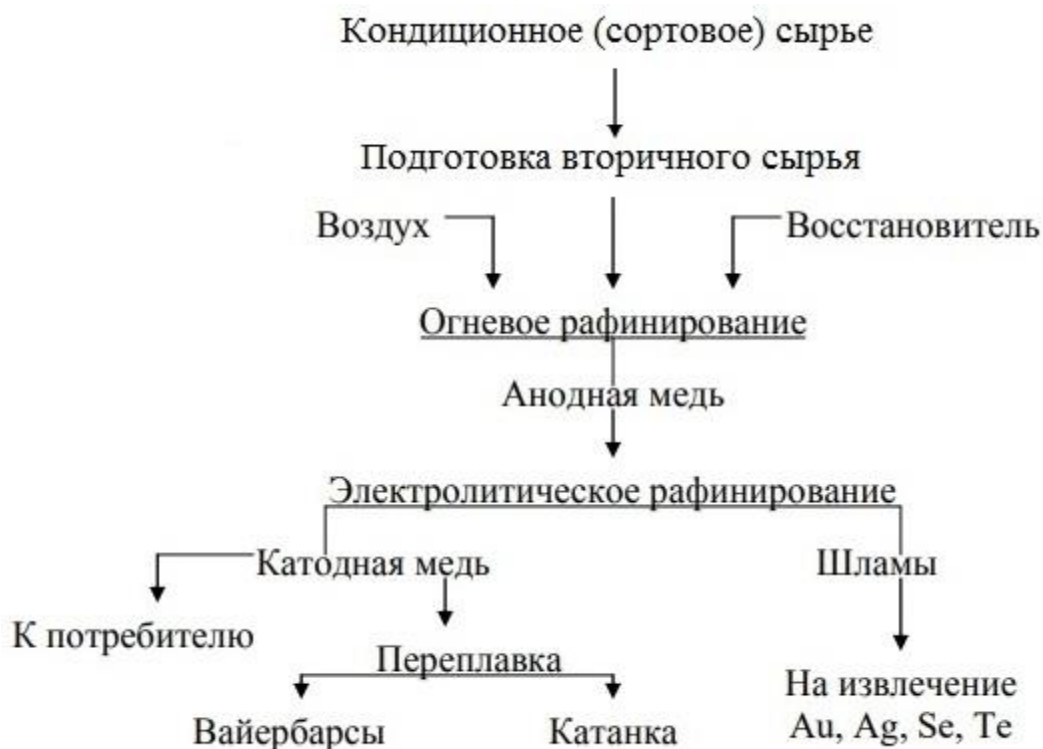 Кондиционное (сортовое) сырье
Подготовка вторичного сырья
Воздух
Восстановитель
Огневое рафинирование
Анодная медь
Электролитическое рафинирование
Катодная медь
Шламы
К потребителю
Переплавка
На извлечение
Au, Ag, Se, Te
Вайербарсы
Катанка